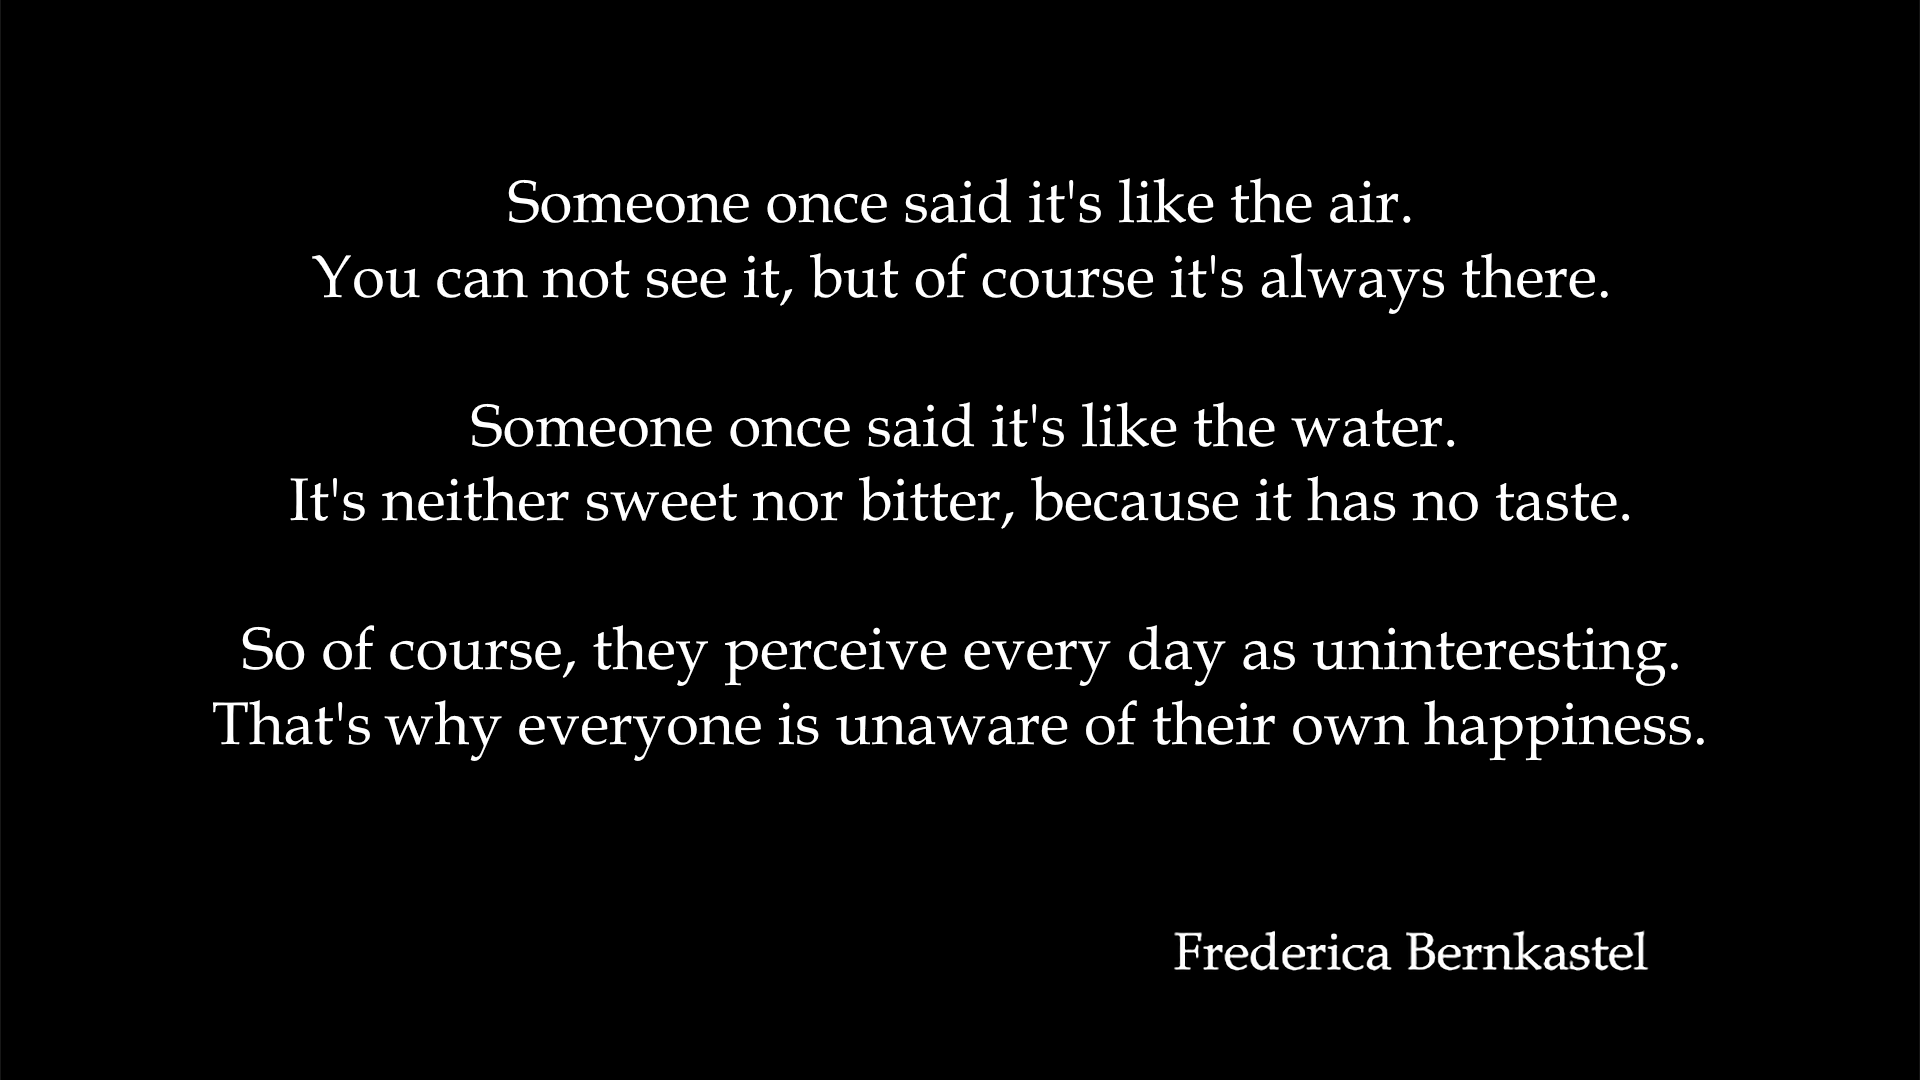 Someone once said it's like the air.
You can not see it, but of course it's always there.
Someone once said it's like the water.
It's neither sweet nor bitter, because it has no taste.
So of course, they perceive every day as uninteresting.
That's why everyone is unaware of their own happiness.
Frederica Bernkastel